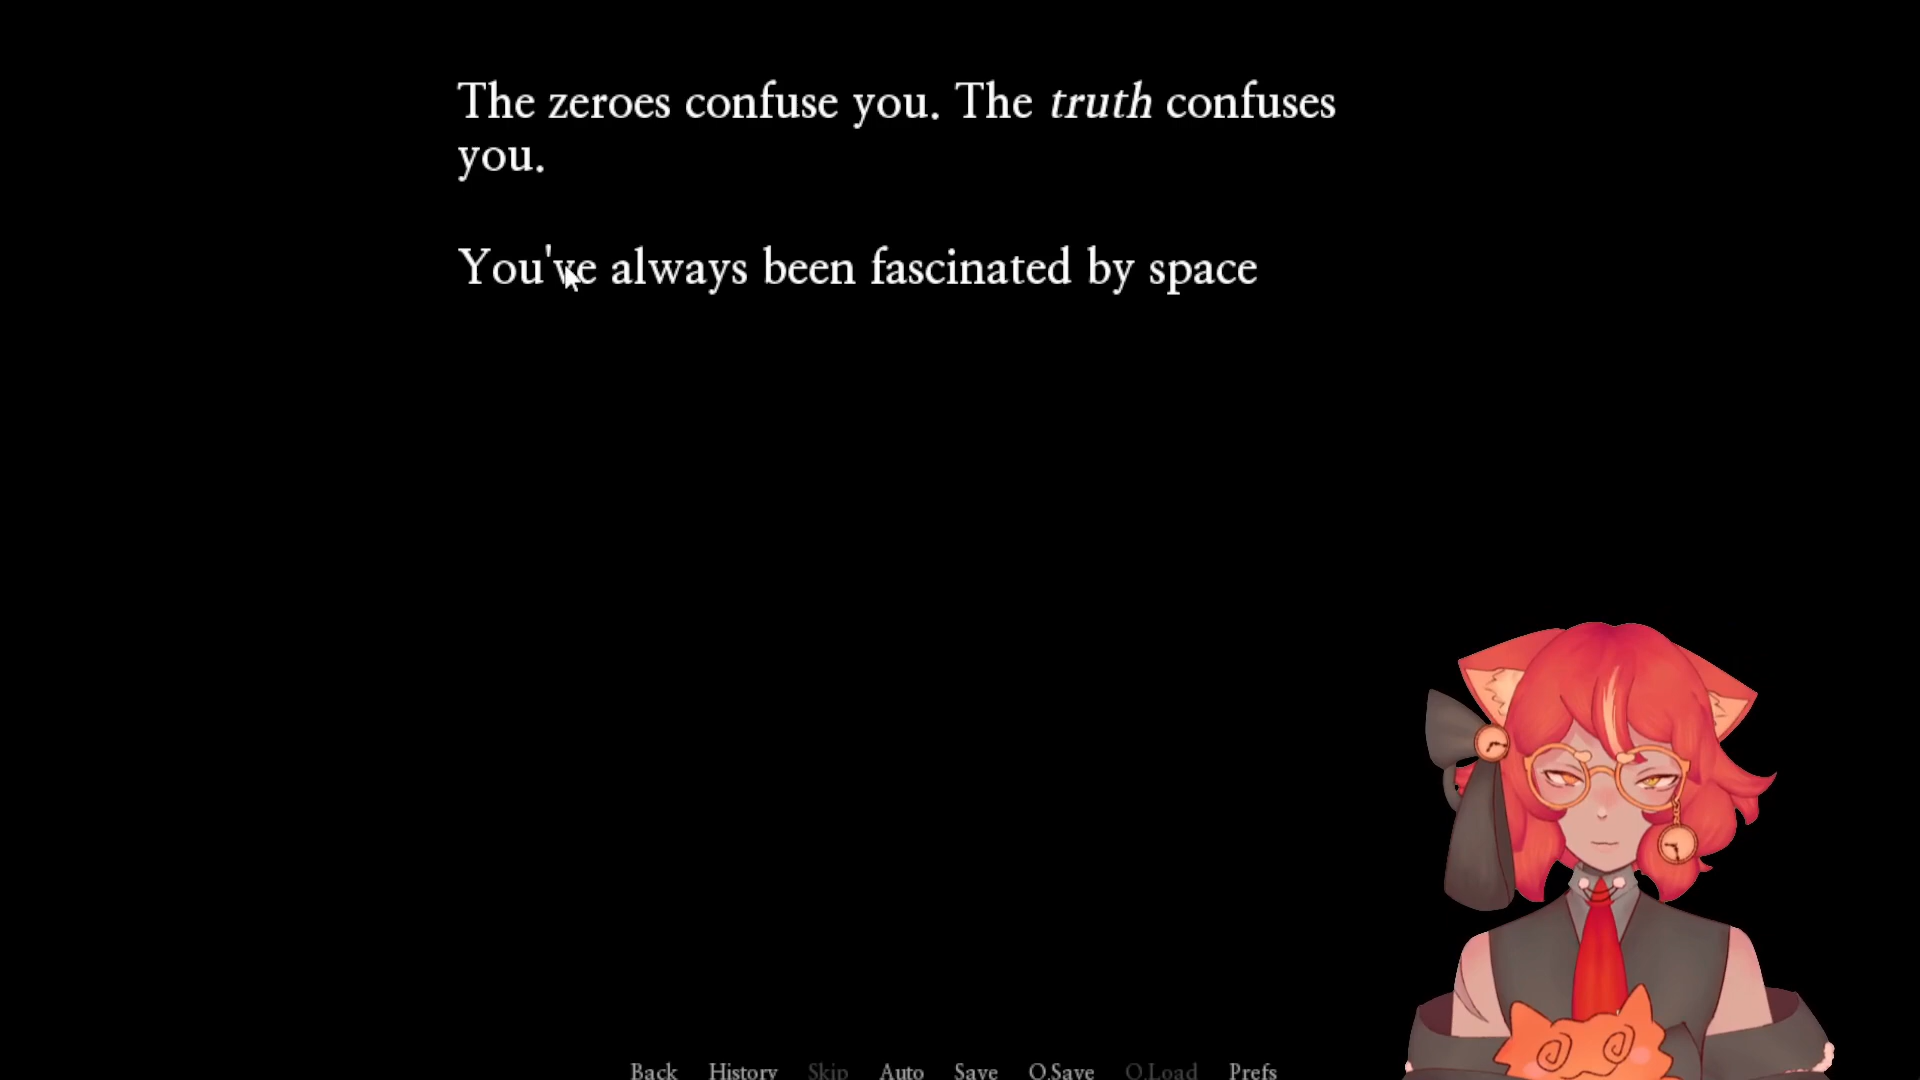 The zeroes confuse you. The truth confuses
you.
You've always been fascinated by space
Back History Skip Auto Save Q.Save Q.Load Prefs